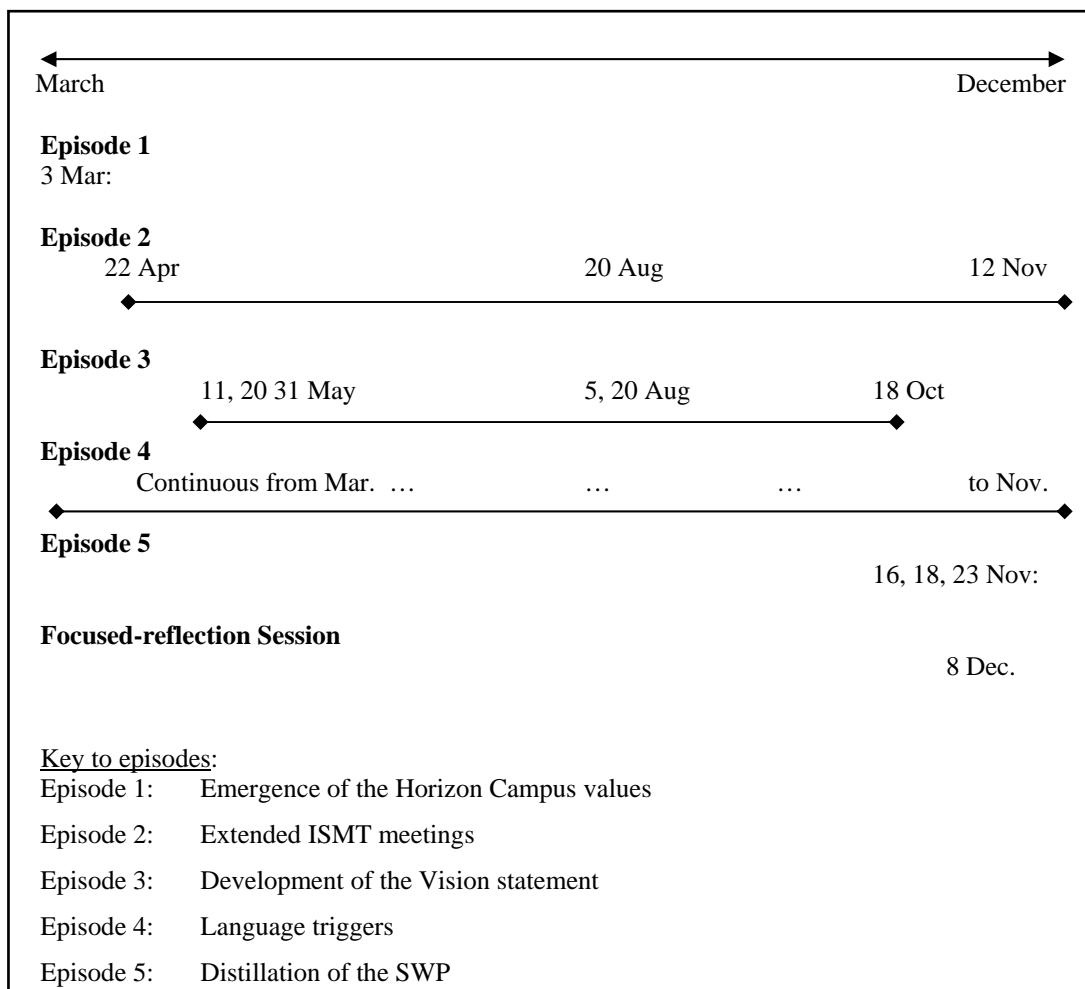 March December
Episode 1
3 Mar:
Episode 2
22 Apr 20 Aug 12 Nov
Episode 3
11, 20 31 May 5, 20 Aug 18 Oct
Episode 4
Continuous from Mar. … … … to Nov.
Episode 5
16, 18, 23 Nov:
Focused-reflection Session
8 Dec.
Key to episodes:
Episode 1: Emergence of the Horizon Campus values
Episode 2: Extended ISMT meetings
Episode 3: Development of the Vision statement
Episode 4: Language triggers
Episode 5: Distillation of the SWP